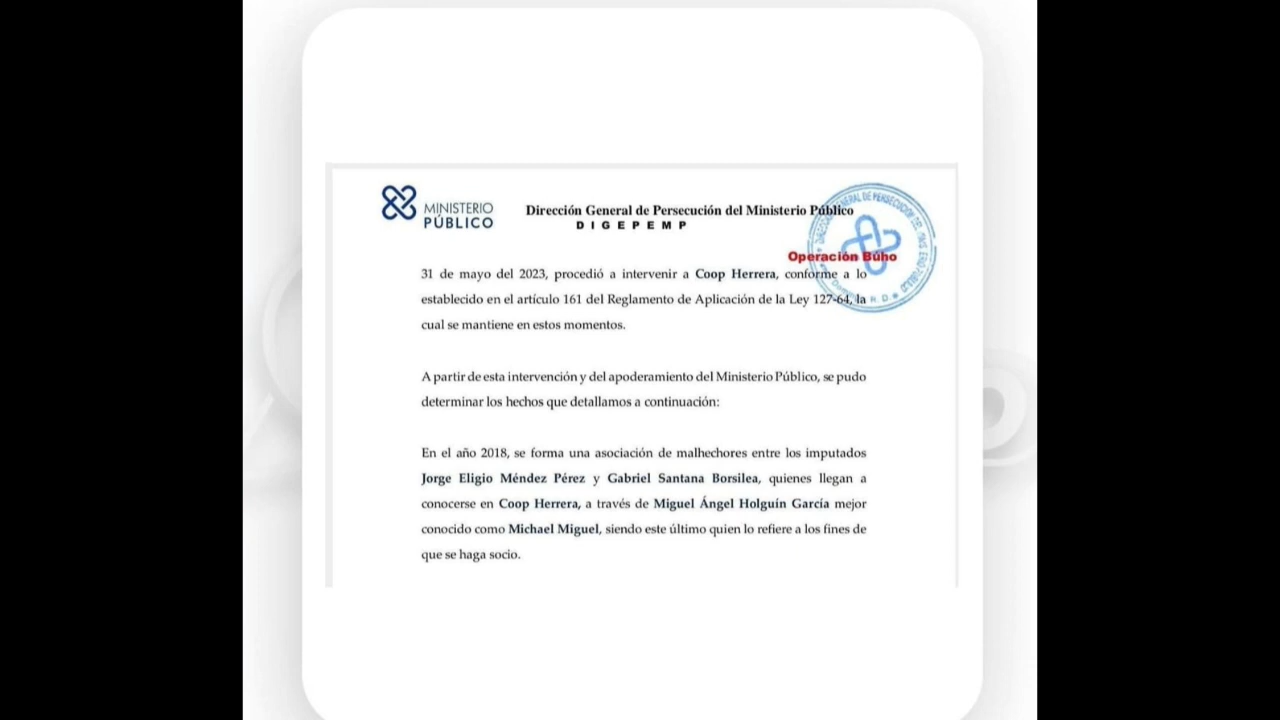 MINISTERIO
PÚBLICO
Dirección General de Persecución del Ministerio Público
DIGEPEMP
Operación Búho
31 de mayo del 2023, procedió a intervenir a Coop Herrera, conforme a lo
establecido en el artículo 161 del Reglamento de Aplicación de la Ley 127-64, la
cual se mantiene en estos momentos.
A partir de esta intervención y del apoderamiento del Ministerio Público, se pudo
determinar los hechos que detallamos a continuación:
En el año 2018, se forma una asociación de malhechores entre los imputados
Jorge Eligio Méndez Pérez y Gabriel Santana Borsilea, quienes llegan a
conocerse en Coop Herrera, a través de Miguel Ángel Holguín García mejor
conocido como Michael Miguel, siendo este último quien lo refiere a los fines de
que se haga socio.